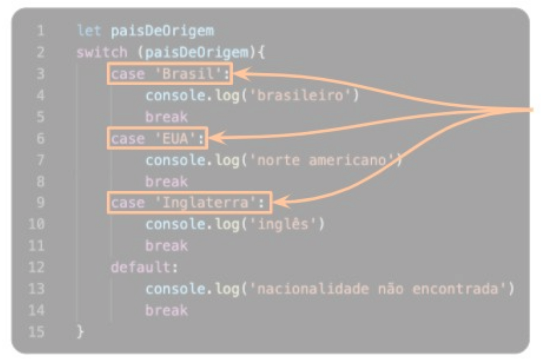 1 let paisDeOrigem
2 switch (paisDeOrigem){
3 case 'Brasil':
4 console.log('brasileiro')
5 break
6 case 'EUA':
7 console.log('norte americano')
8 break
9 case 'Inglaterra':
10 console.log('inglês')
11 break
12 default:
13 console.log('nacionalidade não encontrada')
14 break
15 }